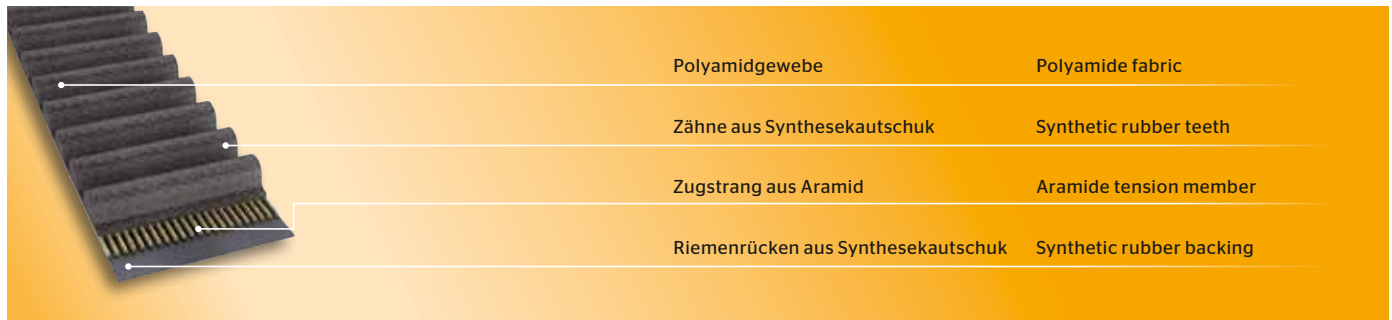 Polyamidgewebe Polyamide fabric
Zähne aus Synthesekautschuk Synthetic rubber teeth
Zugstrang aus Aramid Aramide tension member
Riemenrücken aus Synthesekautschuk Synthetic rubber backing